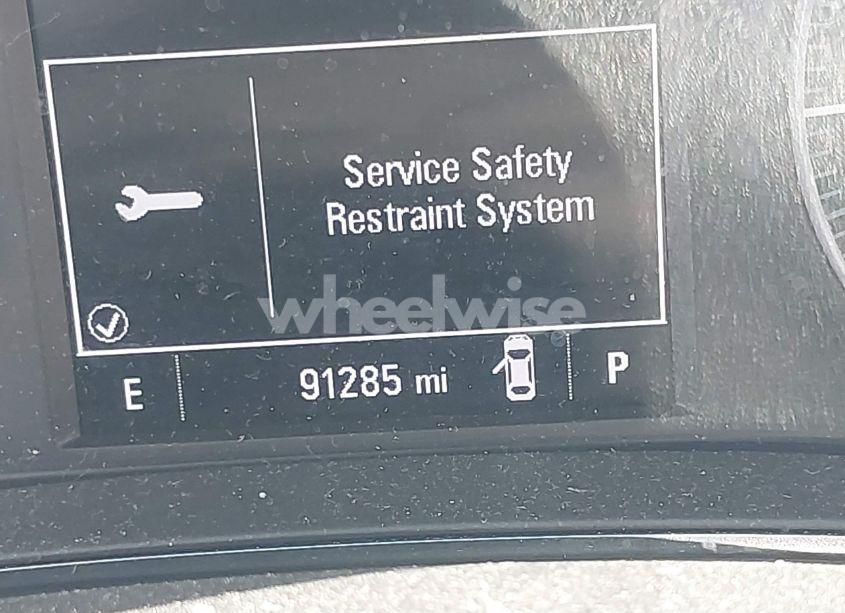 Service Safety
Restraint System
wheelwise
E 91285 mi P